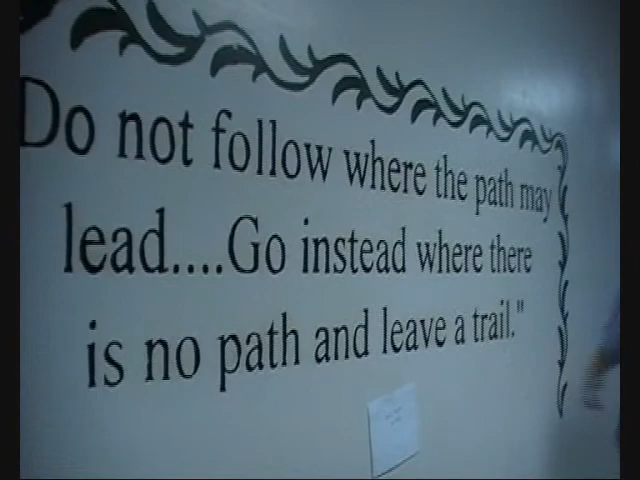 Do not follow where the path may
lead....Go instead where there
is no path and leave a trail."